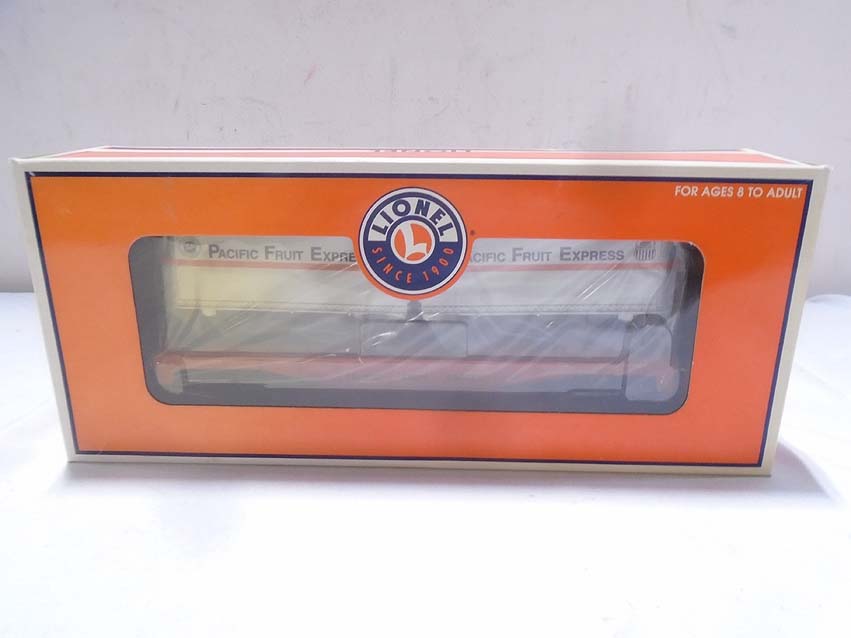 FOR AGES 8 TO ADULT
LIONEL
L
SINCE 1900
PACIFIC FRUIT EXPRE
ACIFIC FRUIT EXPRESS